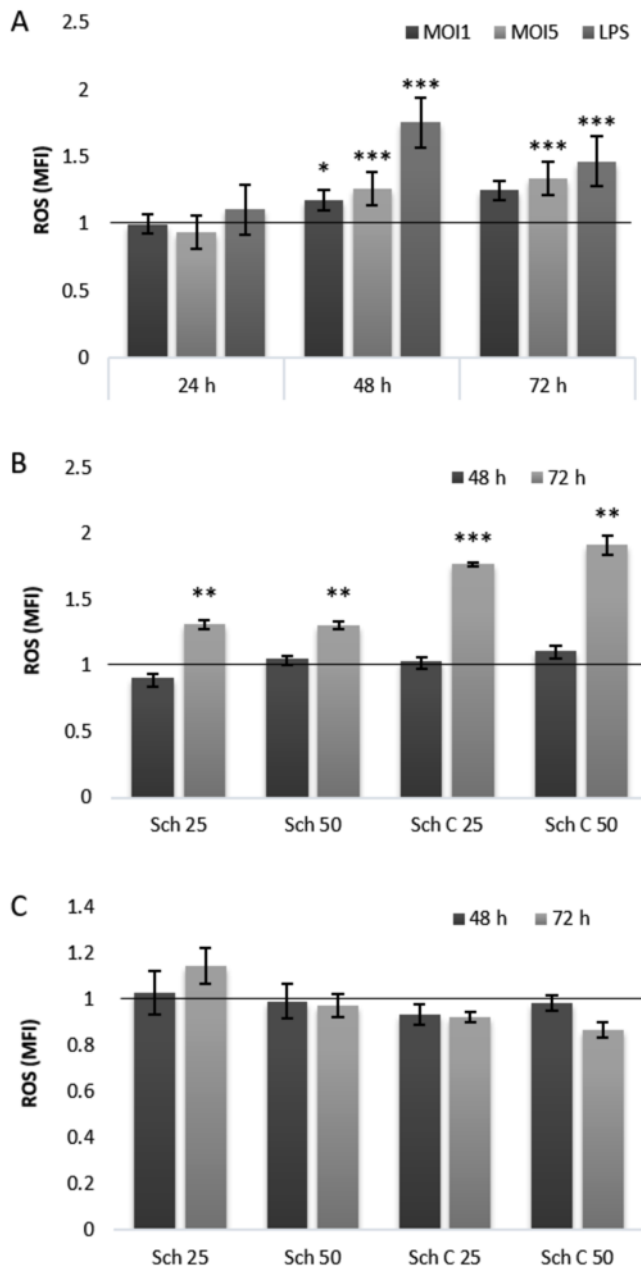 A
2.5
MOI1 MOI5 LPS
2
***
***
***
***
*
1.5
ROS (MFI)
1
0.5
0
24 h 48 h 72 h
B
2.5
48 h 72 h
2
**
***
**
**
1.5
ROS (MFI)
1
0.5
0
Sch 25 Sch 50 Sch C 25 Sch C 50
C
1.4
48 h 72 h
1.2
1
0.8
ROS (MFI)
0.6
0.4
0.2
0
Sch 25 Sch 50 Sch C 25 Sch C 50